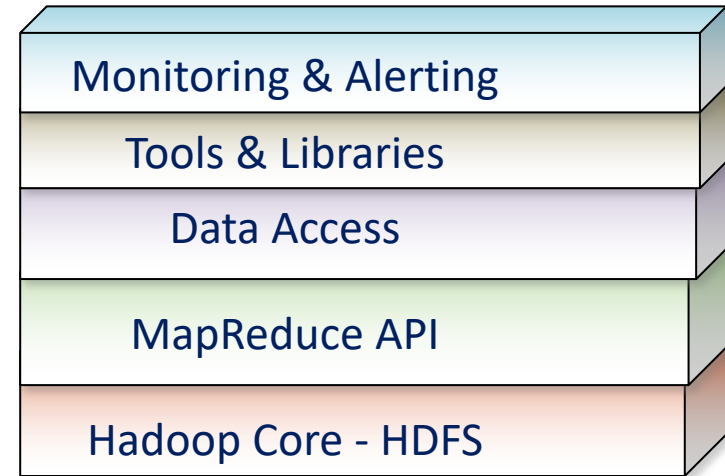 Monitoring & Alerting
Tools & Libraries
Data Access
MapReduce API
Hadoop Core - HDFS